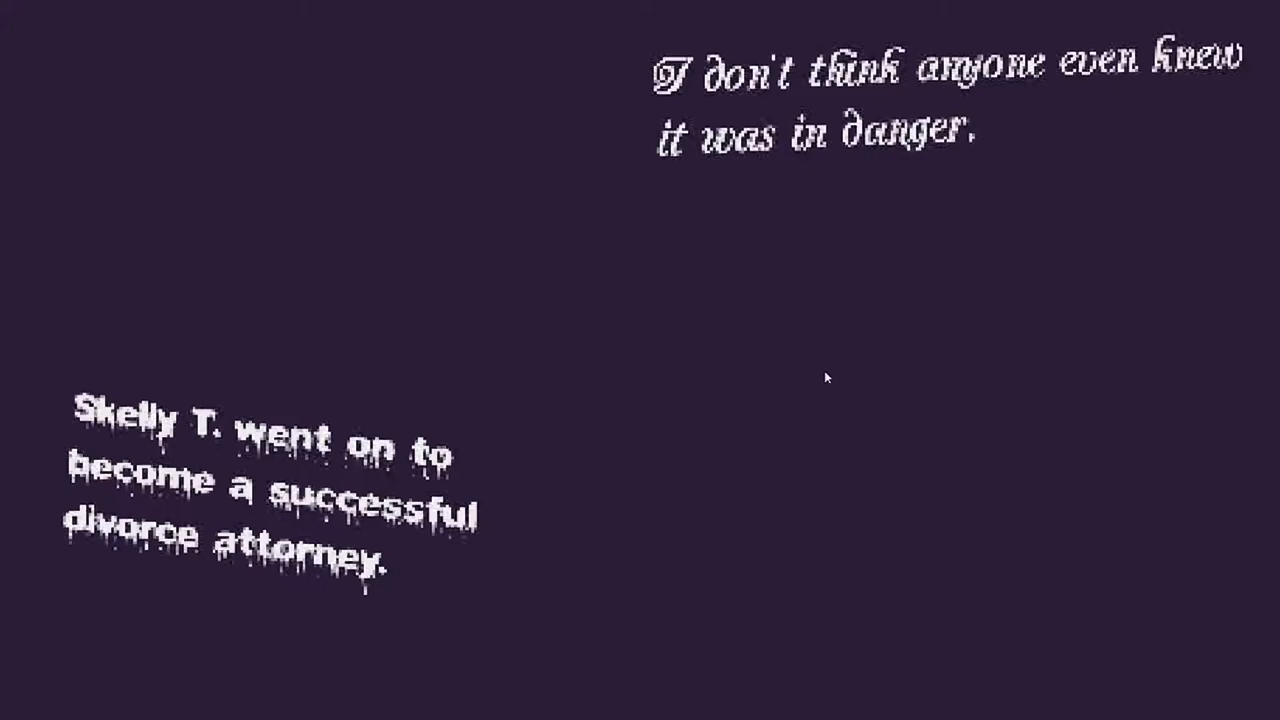 I don't think anyone even knew
it was in danger.
Skelly T. went on to
become a successful
divorce attorney.